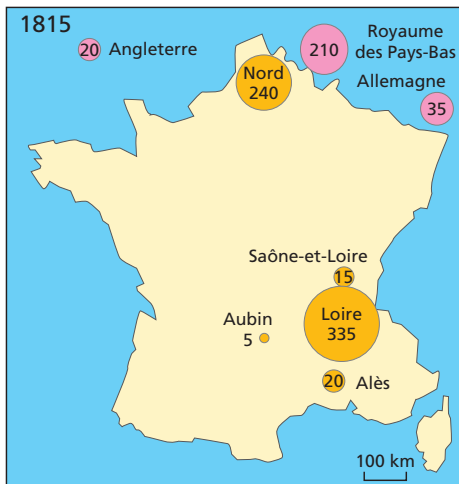 1815
20 Angleterre
210
Royaume
des Pays-Bas
Allemagne
35
Nord
240
Saône-et-Loire
15
Loire
335
Aubin
5
20 Alès
100 km